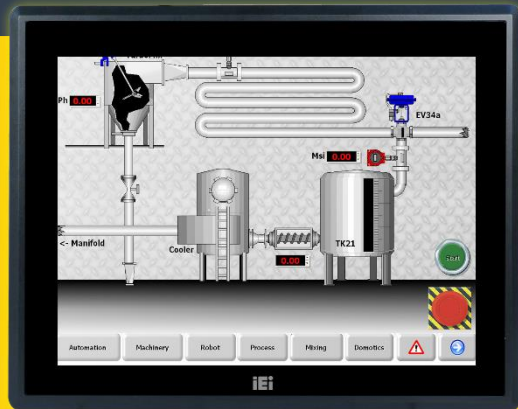 Ph 0.00
EV34a
Msi 0.00
<- Manifold
Cooler
TK21
0.00
Start
Automation
Machinery
Robot
Process
Mixing
Domotics
iEi